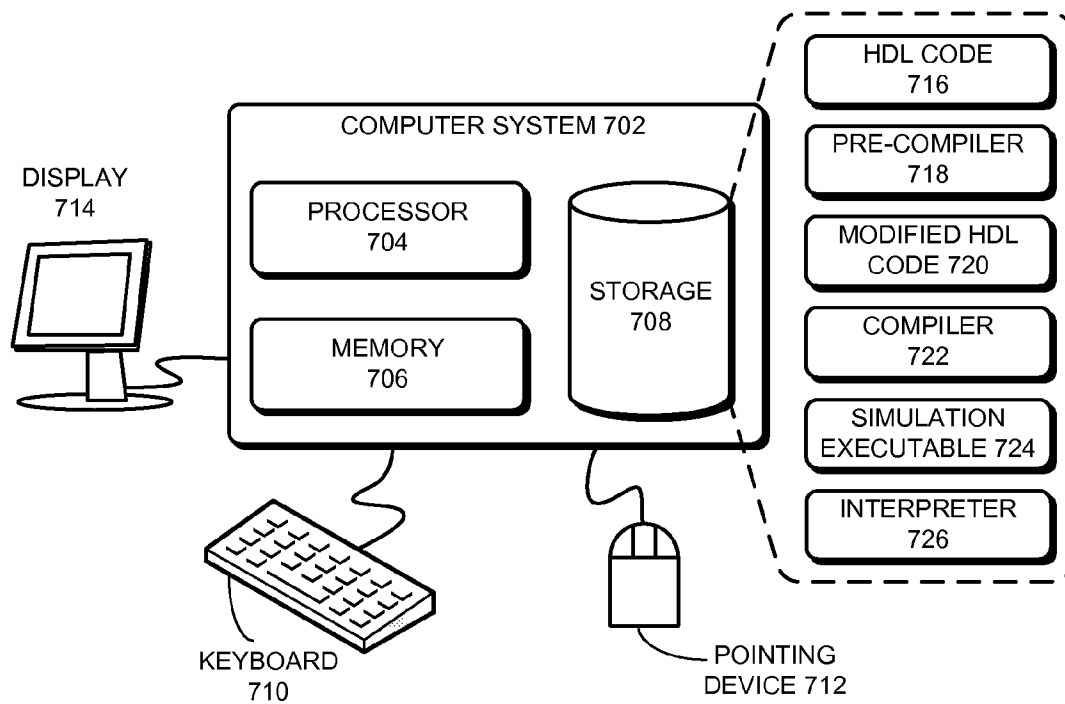 HDL CODE
716
COMPUTER SYSTEM 702
PRE-COMPILER
718
DISPLAY
714
PROCESSOR
704
MODIFIED HDL
CODE 720
STORAGE
708
COMPILER
722
MEMORY
706
SIMULATION
EXECUTABLE 724
INTERPRETER
726
KEYBOARD
710
POINTING
DEVICE 712